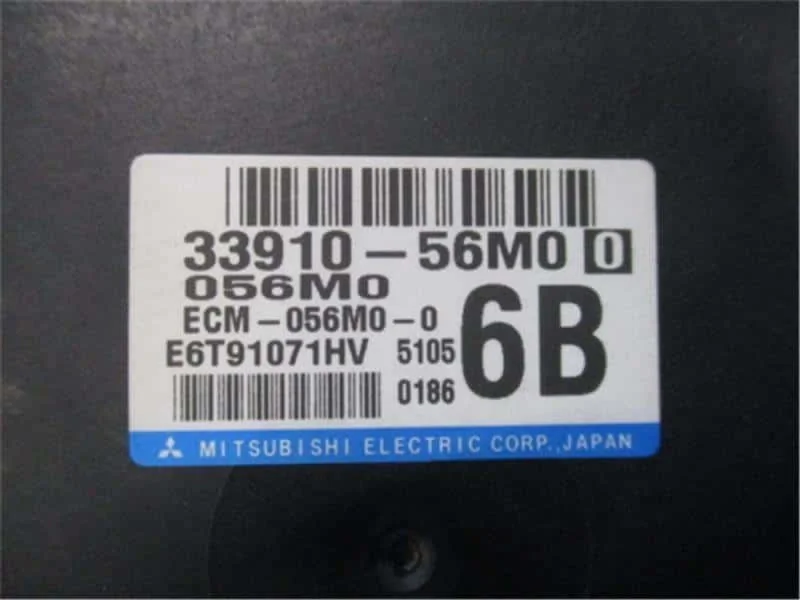 33910-56M0 0
056M0
ECM-056M0-0
6B
E6T91071HV 5105
0186
MITSUBISHI ELECTRIC CORP., JAPAN